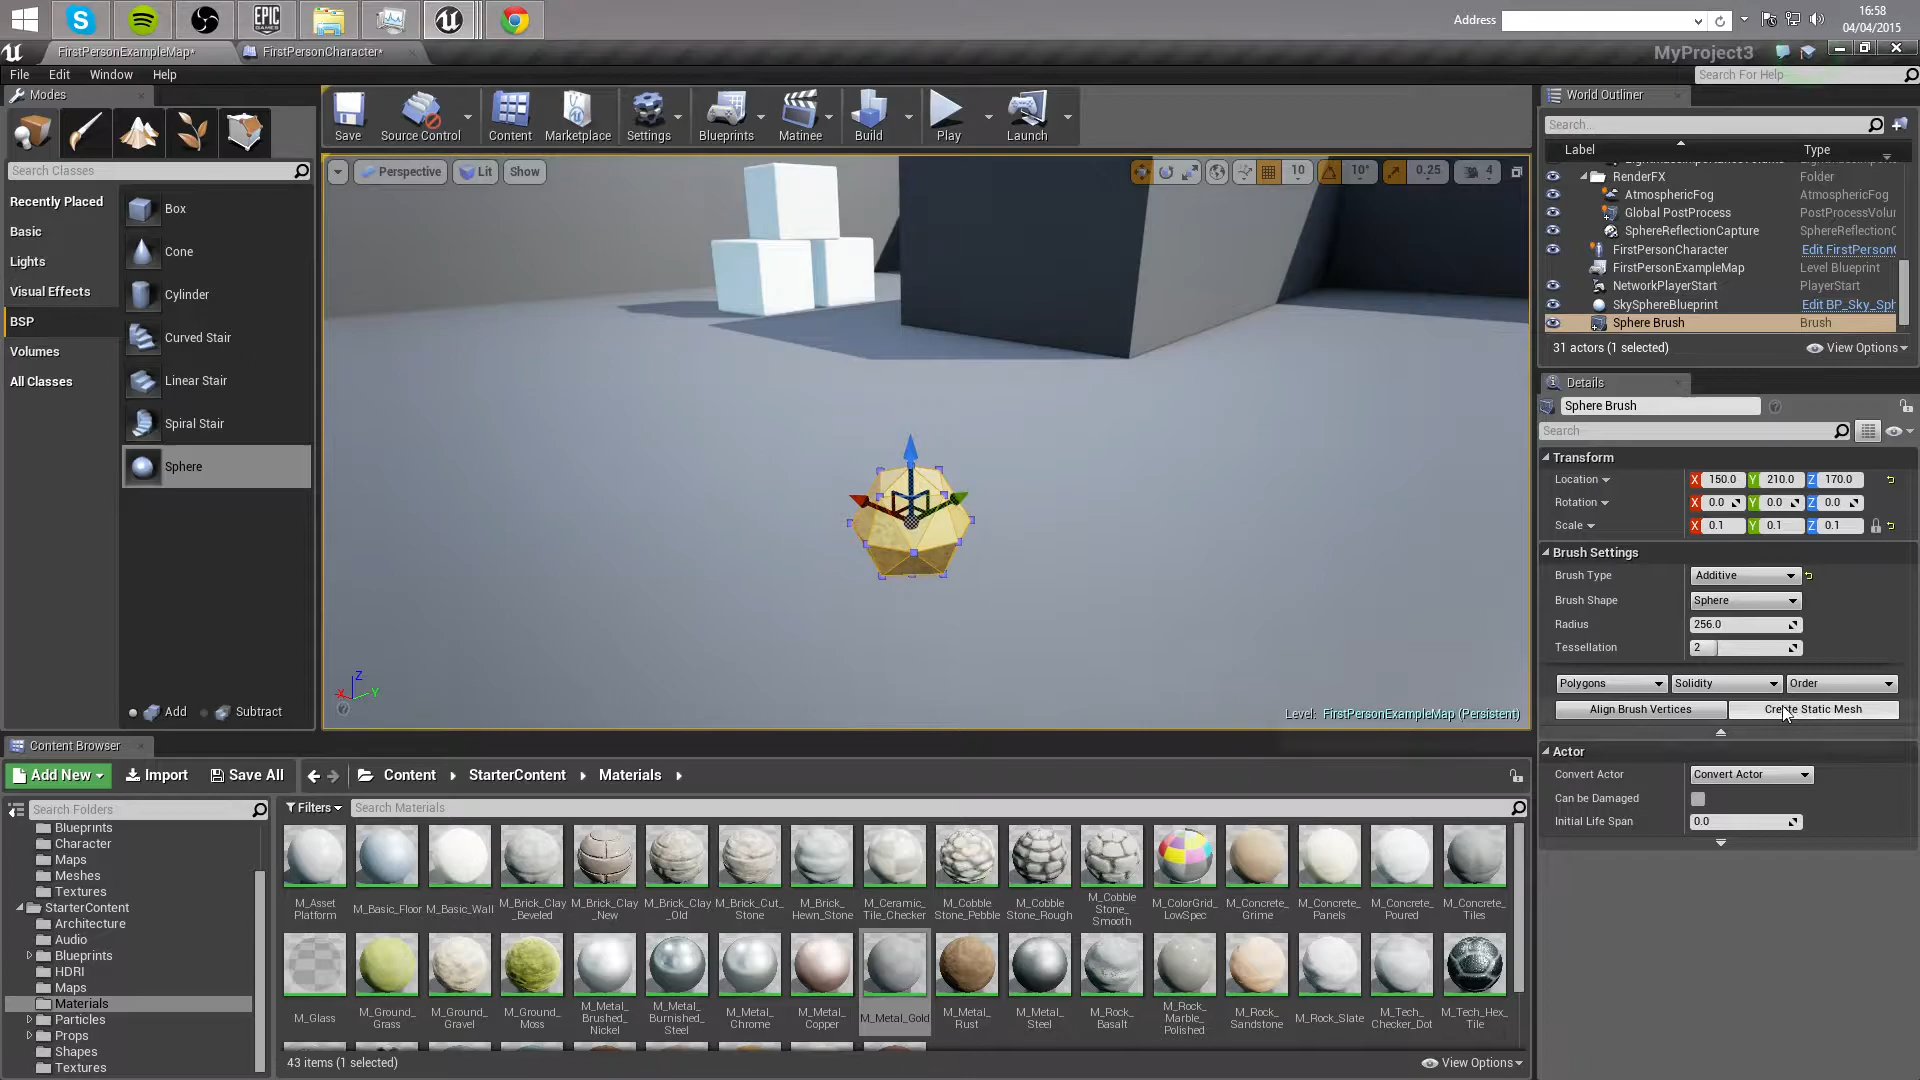 EPIC
GAMES
Address
16:58
04/04/2015
FirstPersonExampleMap*
FirstPersonCharacter*
MyProject3
File
Edit
Window
Help
Search For Help
Modes
Search Classes
Recently Placed
Basic
Lights
Visual Effects
BSP
Volumes
All Classes
Box
Cone
Cylinder
Curved Stair
Linear Stair
Spiral Stair
Sphere
Add
Subtract
Save
Source Control
Content
Marketplace
Settings
Blueprints
Matinee
Build
Play
Launch
Perspective
Lit
Show
10
10°
0.25
4
Level: FirstPersonExampleMap (Persistent)
X
Y
Z
World Outliner
Search...
Label
Type
RenderFX
Folder
AtmosphericFog
AtmosphericFog
Global PostProcess
PostProcessVolur
SphereReflectionCapture
SphereReflectionC
FirstPersonCharacter
Edit FirstPerson(
FirstPersonExampleMap
Level Blueprint
NetworkPlayerStart
PlayerStart
SkySphereBlueprint
Edit BP_Sky_Sph
Sphere Brush
Brush
31 actors (1 selected)
View Options
Details
Sphere Brush
Search
Transform
Location
X 150.0 Y 210.0 Z 170.0
Rotation
X 0.0 Y 0.0 Z 0.0
Scale
X 0.1 Y 0.1 Z 0.1
Brush Settings
Brush Type
Additive
Brush Shape
Sphere
Radius
256.0
Tessellation
2
Polygons
Solidity
Order
Align Brush Vertices
Create Static Mesh
Actor
Convert Actor
Convert Actor
Can be Damaged
Initial Life Span
0.0
Content Browser
Add New
Import
Save All
Content
StarterContent
Materials
Search Folders
Filters
Search Materials
Blueprints
Character
Maps
Meshes
Textures
StarterContent
Architecture
Audio
Blueprints
HDRI
Maps
Materials
Particles
Props
Shapes
Textures
M_Asset
Platform
M_Basic_Floor
M_Basic_Wall
M_Brick_Clay_
Beveled
M_Brick_Clay_
New
M_Brick_Clay_
Old
M_Brick_Cut_
Stone
M_Brick_
Hewn_Stone
M_Ceramic_
Tile_Checker
M_Cobble
Stone_Pebble
M_Cobble
Stone_Rough
M_Cobble
Stone_
Smooth
M_ColorGrid_
LowSpec
M_Concrete_
Grime
M_Concrete_
Panels
M_Concrete_
Poured
M_Concrete_
Tiles
M_Glass
M_Ground_
Grass
M_Ground_
Gravel
M_Ground_
Moss
M_Metal_
Brushed_
Nickel
M_Metal_
Burnished_
Steel
M_Metal_
Chrome
M_Metal_
Copper
M_Metal_Gold
M_Metal_
Rust
M_Metal_
Steel
M_Rock_
Basalt
M_Rock_
Marble_
Polished
M_Rock_
Sandstone
M_Rock_Slate
M_Tech_
Checker_Dot
M_Tech_Hex_
Tile
43 items (1 selected)
View Options